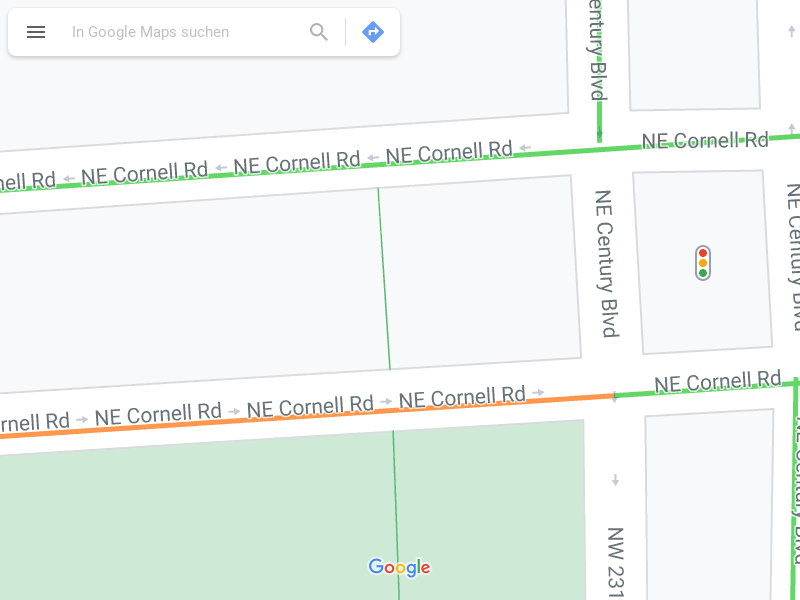 In Google Maps suchen
Century Blvd
NE Cornell Rd
NE Cornell Rd
NE Cornell Rd
NE Cornell Rd
nell Rd
NE Century Blvd
NE Century Blvd
NE Cornell Rd
NE Cornell Rd
NE Cornell Rd
NE Cornell Rd
rnell Rd
NE Century Blvd
NW 231
Google